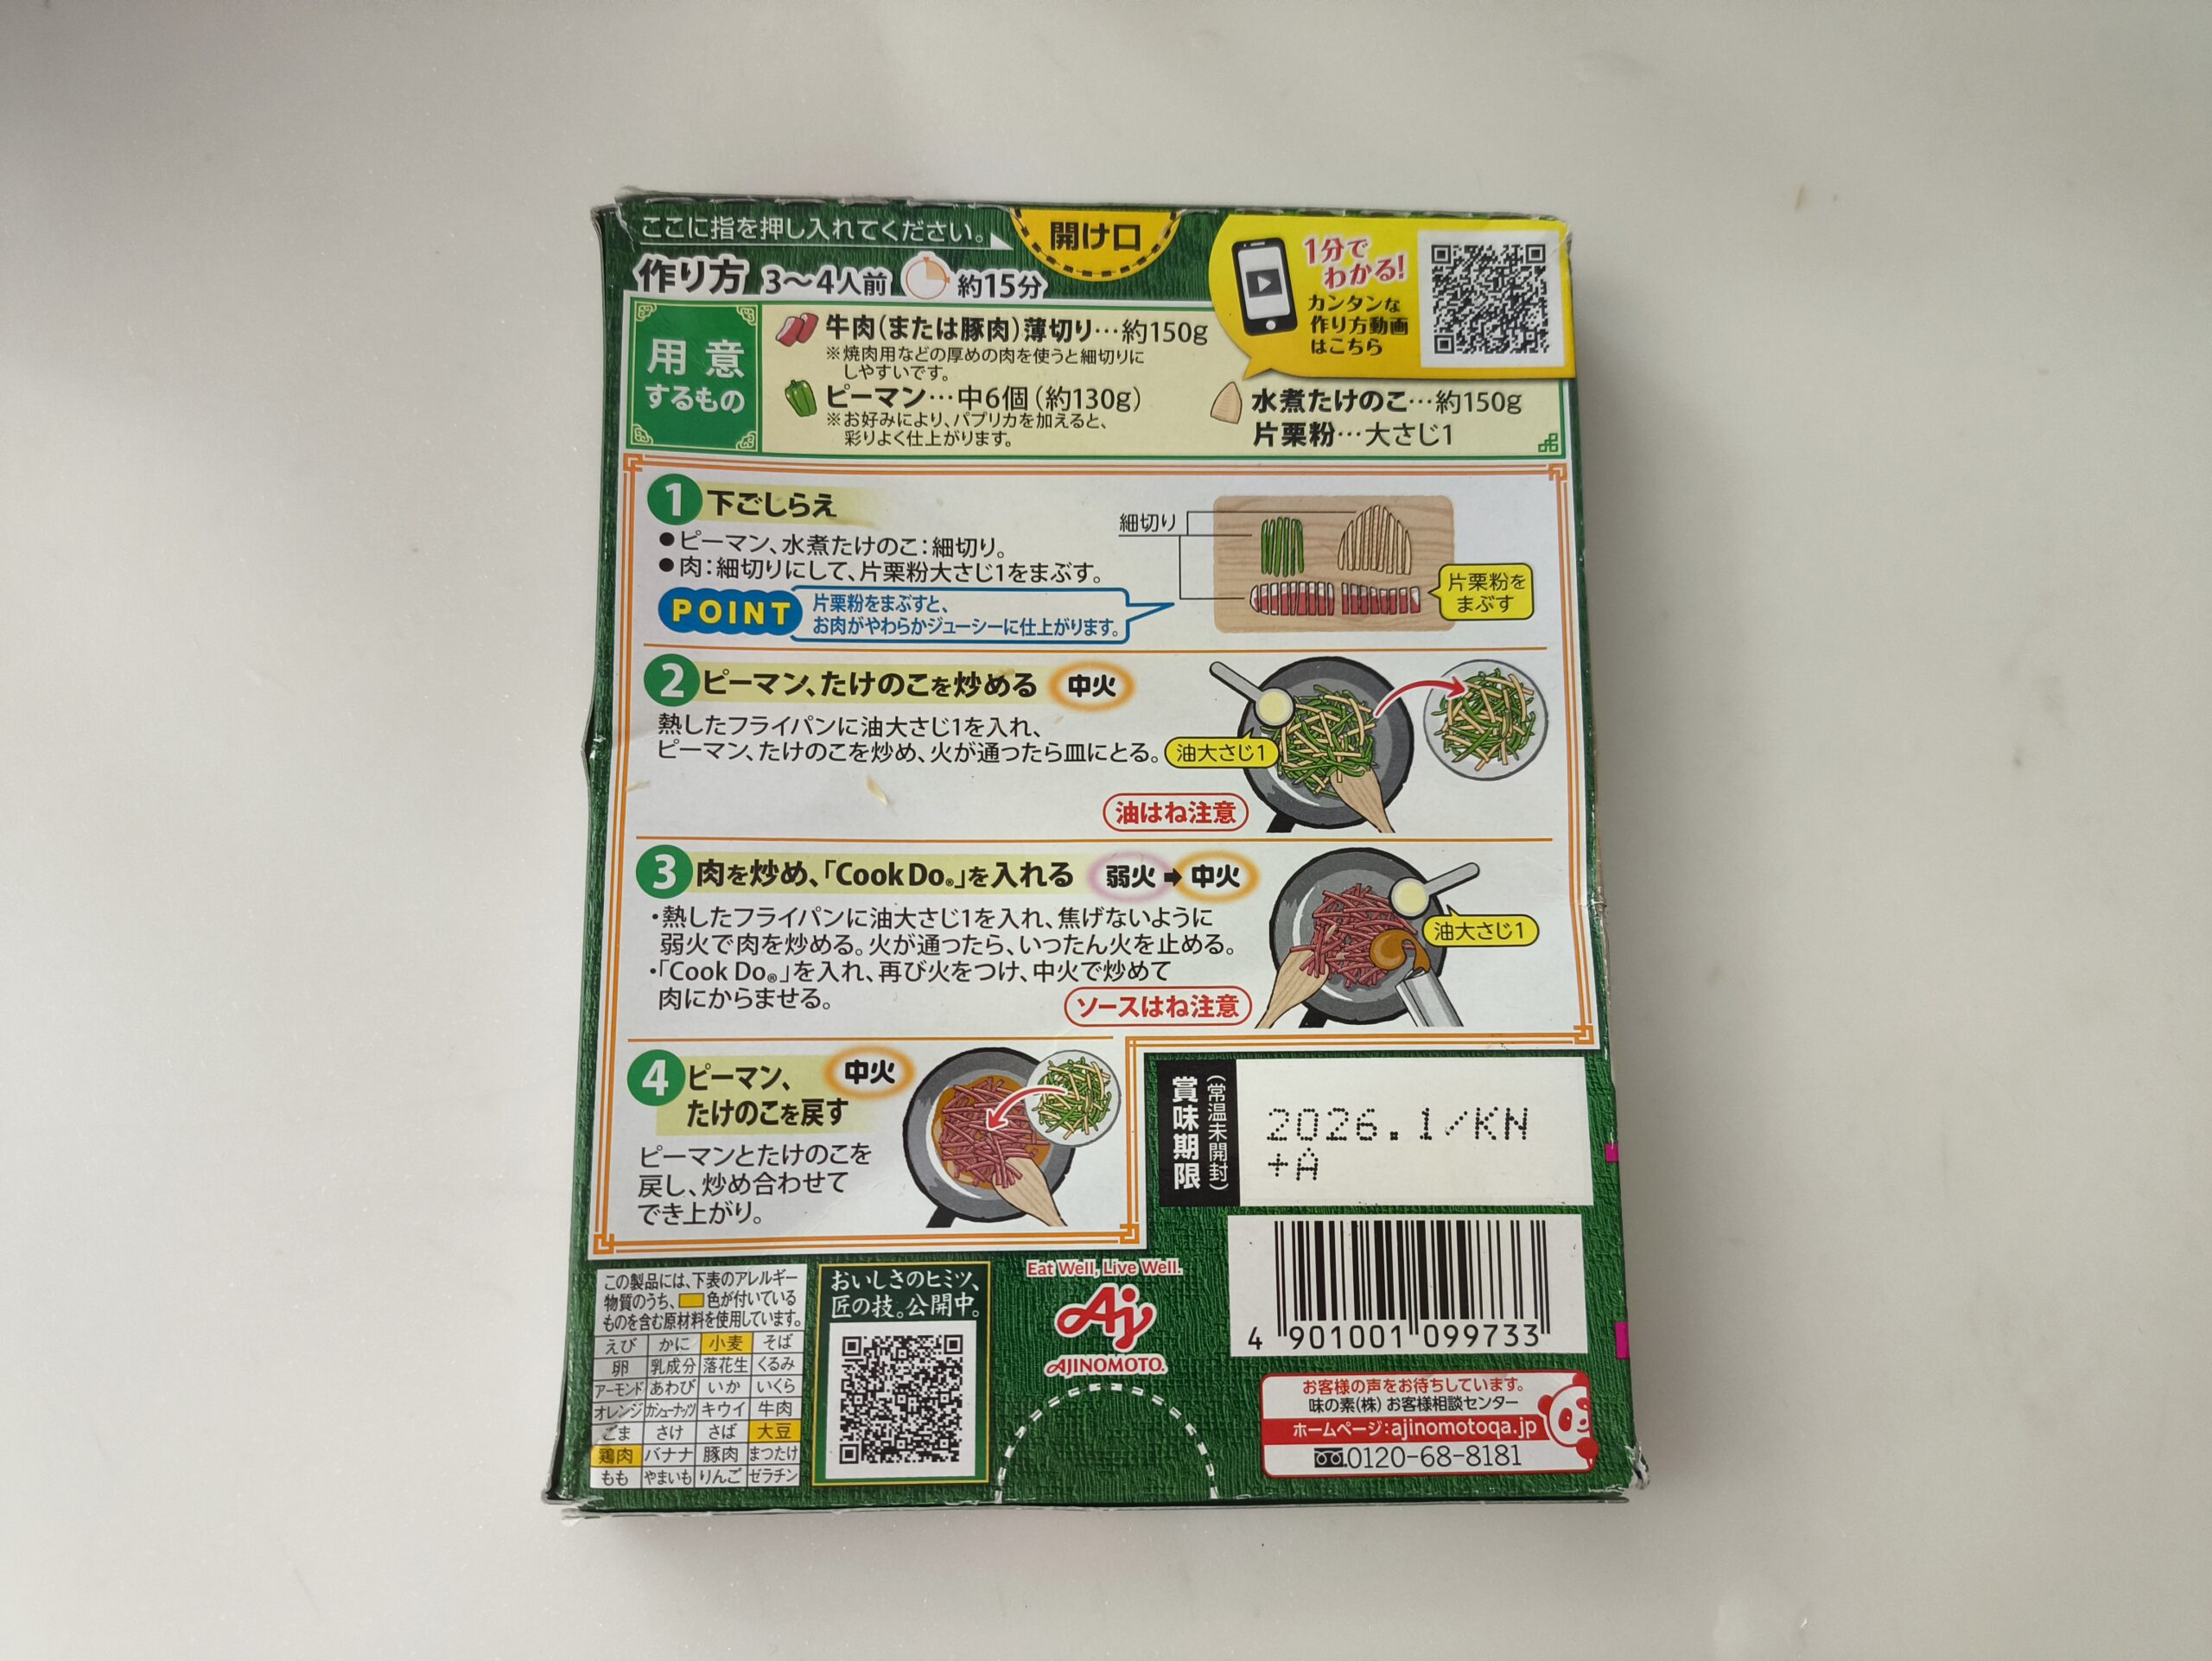 ここに指を押し入れてください。
開け口
作り方 3〜4人前 約15分
1分で
わかる!
カンタンな
作り方動画
はこちら
用意
するもの
牛肉(または豚肉)薄切り…約150g
※焼肉用などの厚めの肉を使うと細切りに
しやすいです。
ピーマン…中6個(約130g)
※お好みにより、パプリカを加えると、
彩りよく仕上がります。
水煮たけのこ…約150g
片栗粉…大さじ1
1 下ごしらえ
●ピーマン、水煮たけのこ:細切り。
●肉:細切りにして、片栗粉大さじ1をまぶす。
POINT
片栗粉をまぶすと、
お肉がやわらかジューシーに仕上がります。
細切り
片栗粉を
まぶす
2 ピーマン、たけのこを炒める 中火
熱したフライパンに油大さじ1を入れ、
ピーマン、たけのこを炒め、火が通ったら皿にとる。
油大さじ1
油はね注意
3 肉を炒め、「Cook Do®」を入れる 弱火➡中火
・熱したフライパンに油大さじ1を入れ、焦げないように
弱火で肉を炒める。火が通ったら、いったん火を止める。
・「Cook Do®」を入れ、再び火をつけ、中火で炒めて
肉にからませる。
油大さじ1
ソースはね注意
4 ピーマン、
たけのこを戻す
中火
ピーマンとたけのこを
戻し、炒め合わせて
でき上がり。
賞味期限
(常温未開封)
2026.1/KN
+A
4 901001 099733
この製品には、下表のアレルギー
物質のうち、 色が付いている
ものを含む原材料を使用しています。
えび かに 小麦 そば
卵 乳成分 落花生 くるみ
アーモンド あわび いか いくら
オレンジ カシューナッツ キウイ 牛肉
ごま さけ さば 大豆
鶏肉 バナナ 豚肉 まつたけ
もも やまいも りんご ゼラチン
おいしさのヒミツ、
匠の技。公開中。
Eat Well, Live Well.
Aj
AJINOMOTO.
お客様の声をお待ちしています。
味の素(株) お客様相談センター
ホームページ:ajinomotoqa.jp
0120-68-8181